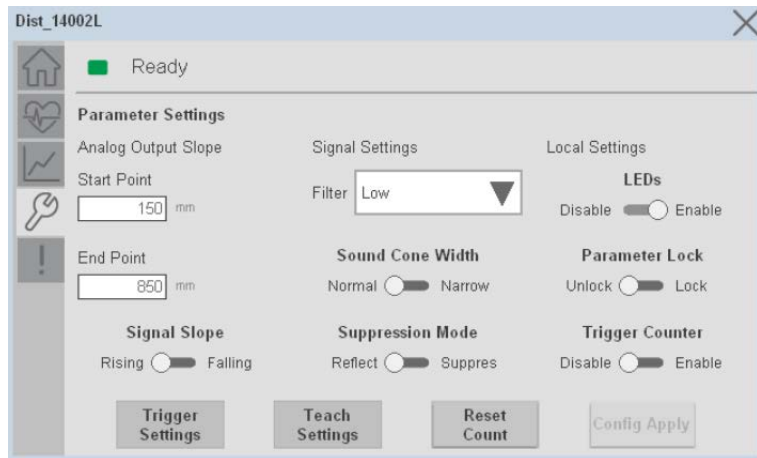 Dist_14002L
Ready
Parameter Settings
Analog Output Slope
Signal Settings
Local Settings
Start Point
150 mm
Filter Low
LEDs
Disable Enable
End Point
850 mm
Sound Cone Width
Normal Narrow
Parameter Lock
Unlock Lock
Signal Slope
Rising Falling
Suppression Mode
Reflect Suppres
Trigger Counter
Disable Enable
Trigger
Settings
Teach
Settings
Reset
Count
Config Apply